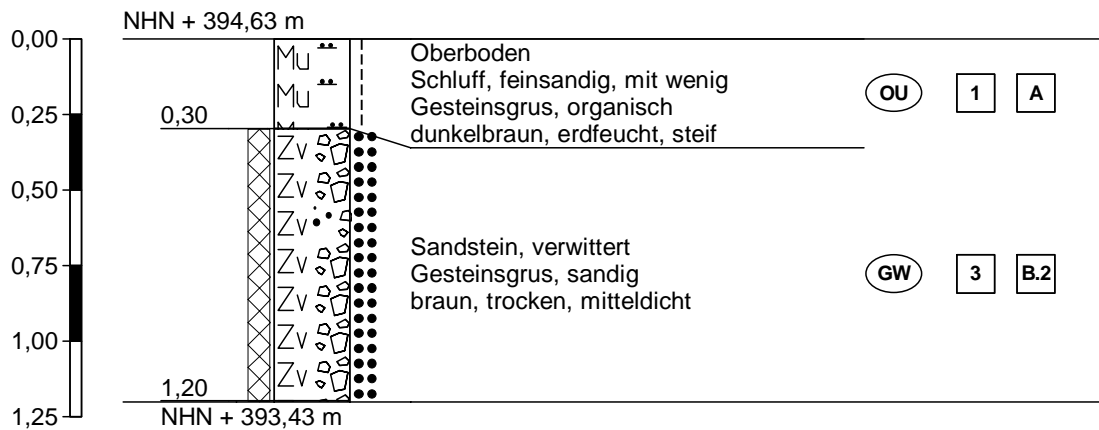 NHN + 394,63 m
0,00
Mu
Oberboden
Schluff, feinsandig, mit wenig
Mu
Gesteinsgrus, organisch
OU 1 A
0,25
0,30
dunkelbraun, erdfeucht, steif
Zv
Zv
0,50
Zv
Sandstein, verwittert
Zv
0,75
Gesteinsgrus, sandig
GW 3 B.2
Zv
braun, trocken, mitteldicht
1,00
Zv
Zv
1,20
1,25
NHN + 393,43 m